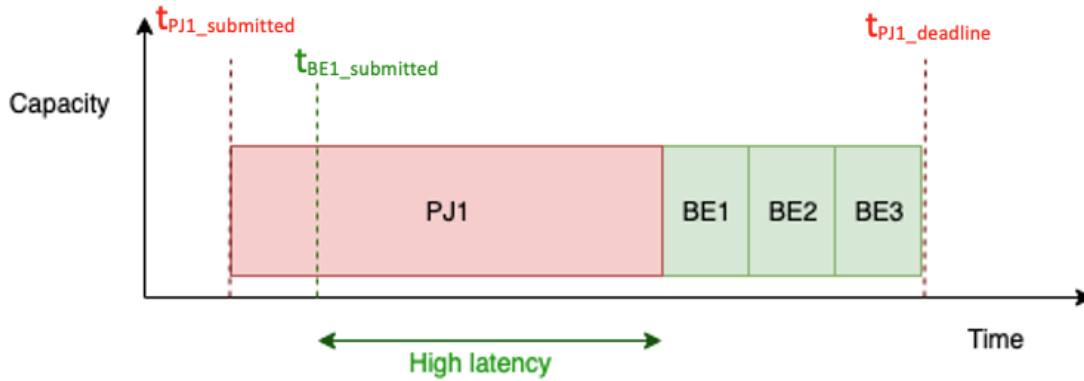 tPJ1_submitted
tPJ1_deadline
tBE1_submitted
Capacity
PJ1
BE1
BE2
BE3
Time
High latency